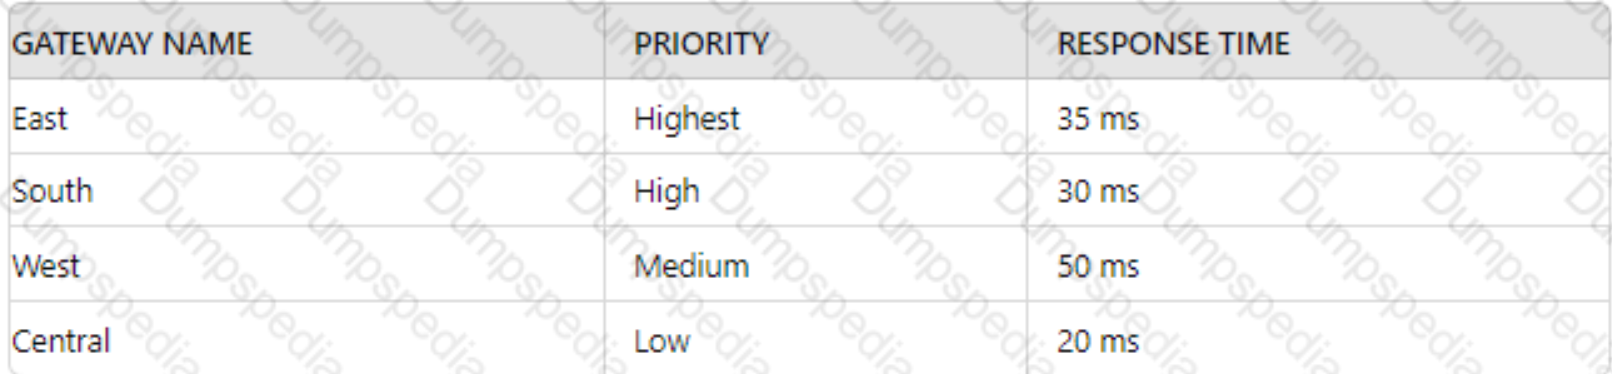 GATEWAY NAME PRIORITY RESPONSE TIME
East Highest 35 ms
South High 30 ms
West Medium 50 ms
Central Low 20 ms
Dumpspedia